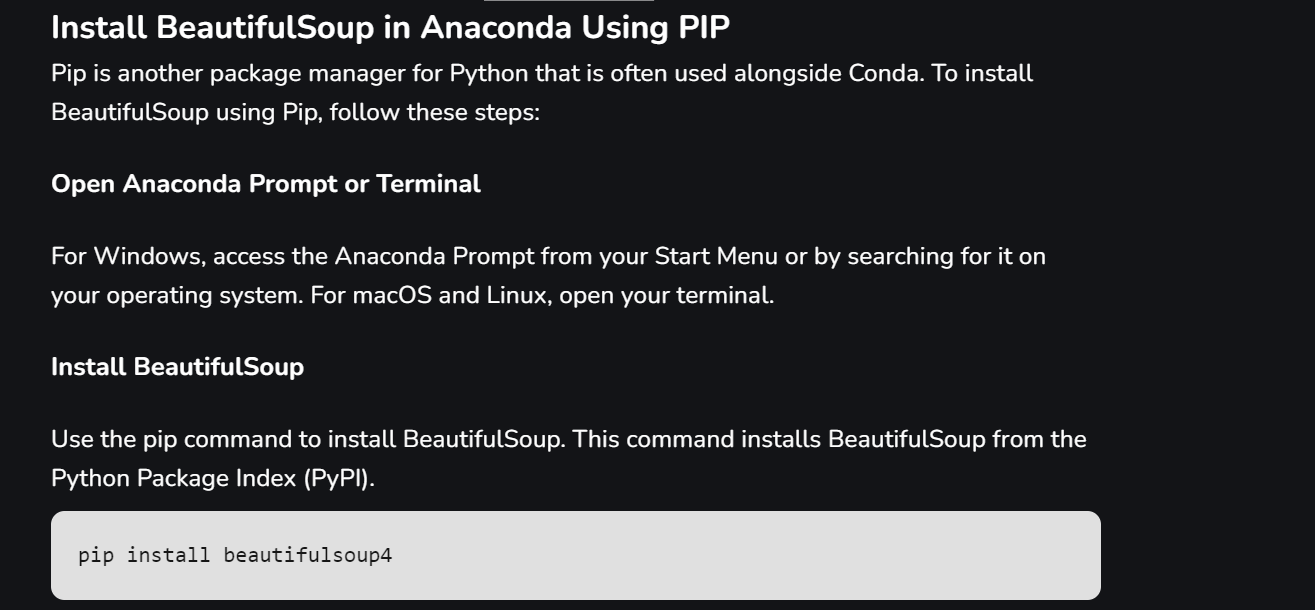 Install BeautifulSoup in Anaconda Using PIP
Pip is another package manager for Python that is often used alongside Conda. To install
BeautifulSoup using Pip, follow these steps:
Open Anaconda Prompt or Terminal
For Windows, access the Anaconda Prompt from your Start Menu or by searching for it on
your operating system. For macOS and Linux, open your terminal.
Install BeautifulSoup
Use the pip command to install BeautifulSoup. This command installs BeautifulSoup from the
Python Package Index (PyPI).
pip install beautifulsoup4